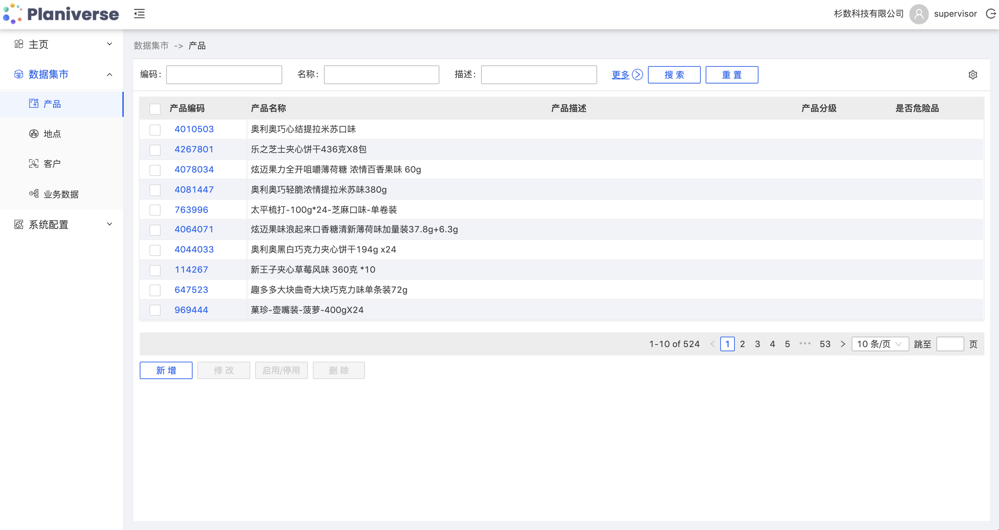 Planiverse
杉数科技有限公司 supervisor
主页
数据集市
产品
地点
客户
业务数据
系统配置
数据集市 -> 产品
编码: 名称: 描述: 更多 搜 索 重 置
产品编码 产品名称 产品描述 产品分级 是否危险品
4010503 奥利奥巧心结提拉米苏口味
4267801 乐之芝士夹心饼干436克X8包
4078034 炫迈果力全开咀嚼薄荷糖 浓情百香果味 60g
4081447 奥利奥巧轻脆浓情提拉米苏味380g
763996 太平梳打-100g*24-芝麻口味-单卷装
4064071 炫迈果味浪起来口香糖清新薄荷味加量装37.8g+6.3g
4044033 奥利奥黑白巧克力夹心饼干194g x24
114267 新王子夹心草莓风味 360克 *10
647523 趣多多大块曲奇大块巧克力味单条装72g
969444 菓珍-壶嘴装-菠萝-400gX24
1-10 of 524 < 1 2 3 4 5 ••• 53 > 10 条/页 跳至 页
新 增 修 改 启用/停用 删 除